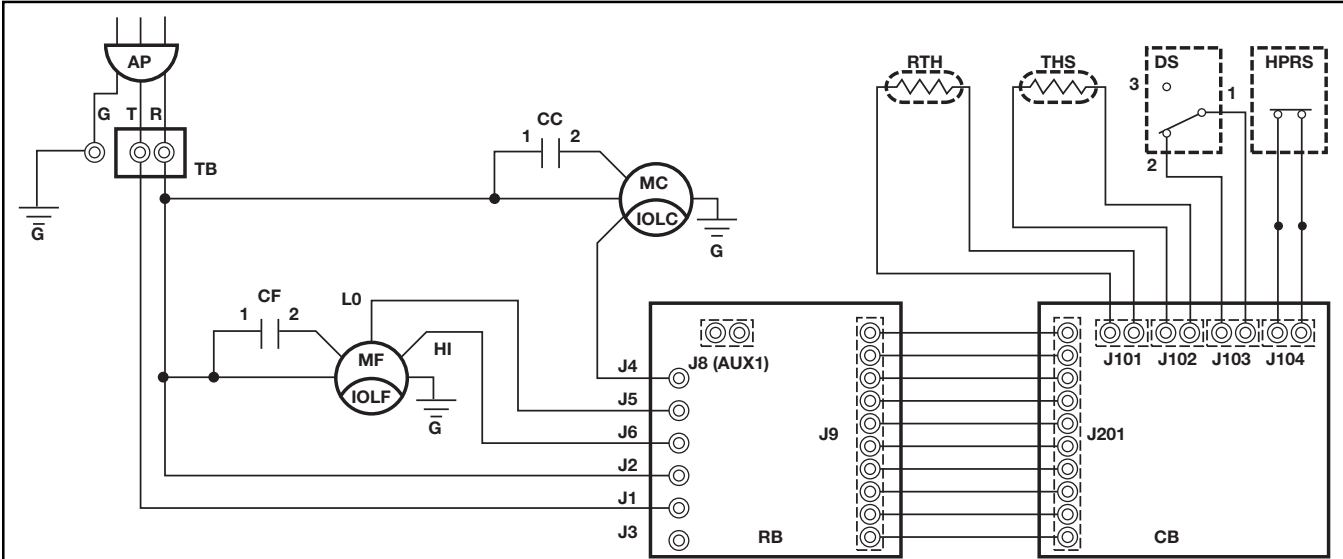 AP
RTH
THS
DS
HPRS
3
1
2
G
T
R
TB
CC
1
2
MC
IOLC
G
G
CF
1
2
L0
HI
MF
IOLF
G
J8 (AUX1)
J4
J5
J6
J2
J1
J3
J9
RB
J101
J102
J103
J104
J201
CB